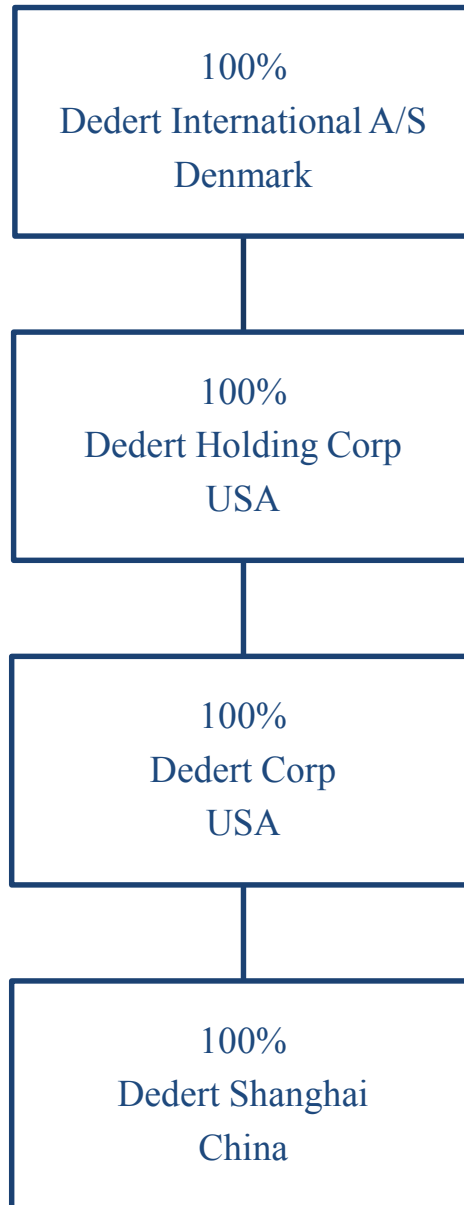 100%
Dedert International A/S
Denmark
100%
Dedert Holding Corp
USA
100%
Dedert Corp
USA
100%
Dedert Shanghai
China